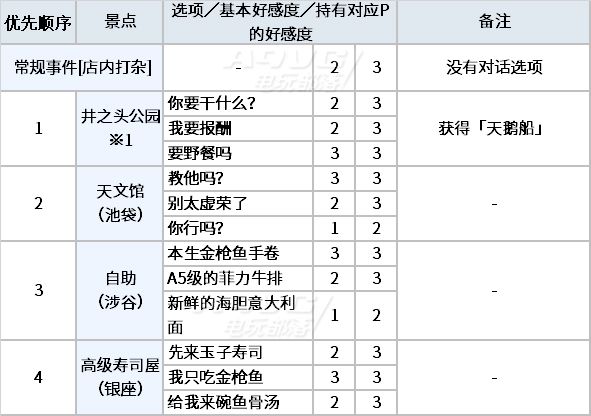 优先顺序 景点 选项／基本好感度／持有对应P的好感度 备注
常规事件[店内打杂] - 2 3 没有对话选项
1 井之头公园※1 你要干什么? 2 3 获得「天鹅船」
我要报酬 2 3
要野餐吗 3 3
2 天文馆（池袋） 教他吗? 3 3 -
别太虚荣了 2 3
你行吗? 1 2
3 自助（涉谷） 本生金枪鱼手卷 3 3 -
A5级的菲力牛排 2 3
新鲜的海胆意大利面 1 2
4 高级寿司屋（银座） 先来玉子寿司 2 3 -
我只吃金枪鱼 3 3
给我来碗鱼骨汤 2 3
电玩部落
电玩部落